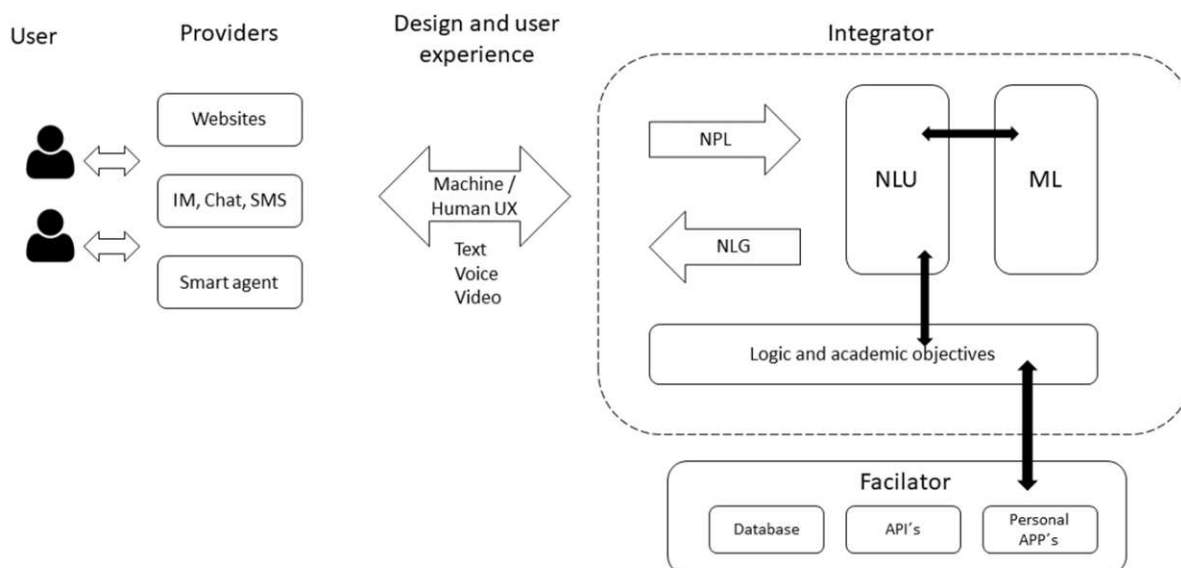 User
Providers
Design and user
experience
Integrator
Websites
IM, Chat, SMS
Smart agent
Machine /
Human UX
Text
Voice
Video
NPL
NLG
NLU
ML
Logic and academic objectives
Facilator
Database
API´s
Personal
APP´s